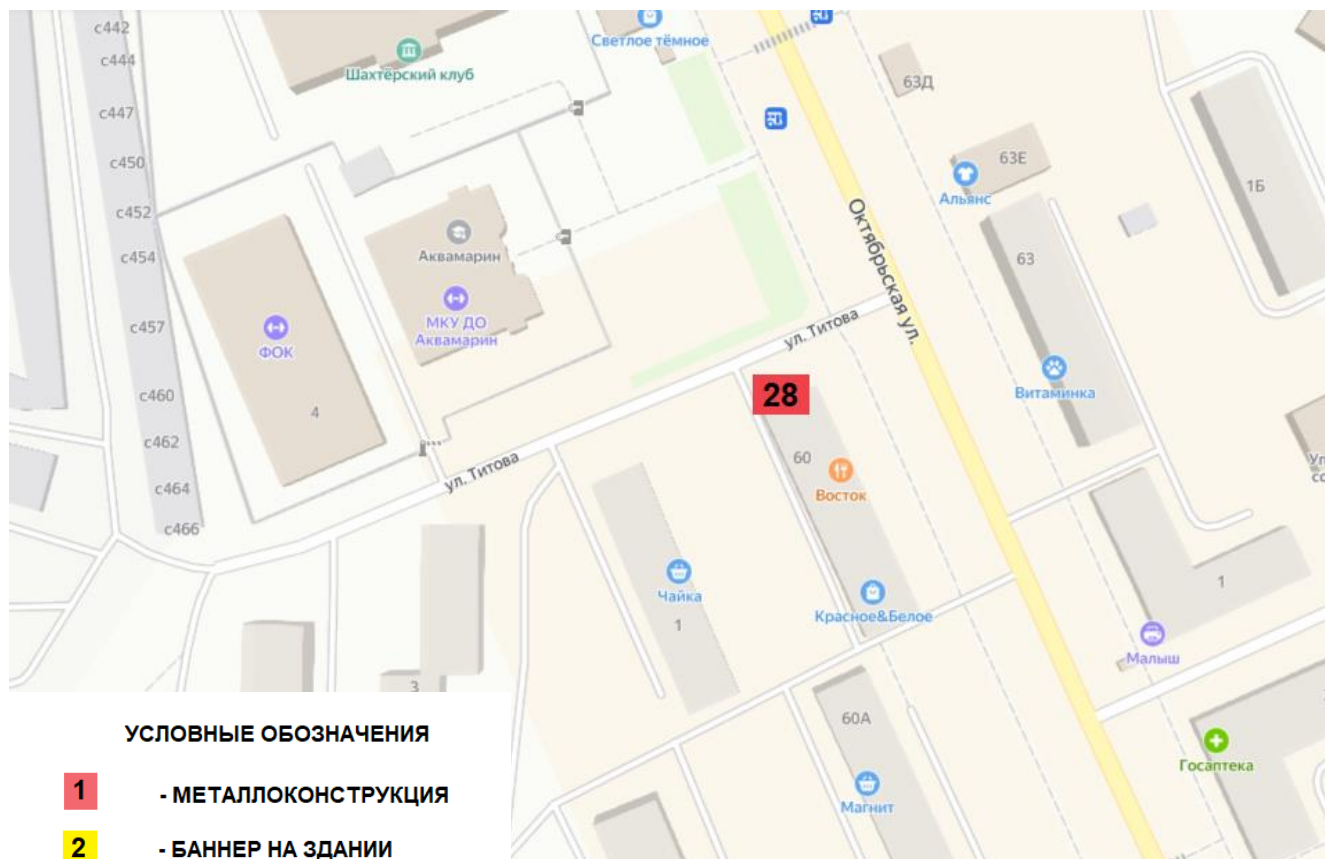 с442
с444
с447
с450
с452
с454
с457
с460
с462
с464
с466
Шахтёрский клуб
Светлое тёмное
63Д
63Е
Альянс
1Б
63
Аквамарин
МКУ ДО
Аквамарин
ФОК
4
Октябрьская ул.
ул. Титова
Витаминка
28
60
Восток
ул. Титова
Чайка
1
Красное&Белое
1
Малыш
3
60А
Магнит
Госаптека
УСЛОВНЫЕ ОБОЗНАЧЕНИЯ
1 - МЕТАЛЛОКОНСТРУКЦИЯ
2 - БАННЕР НА ЗДАНИИ